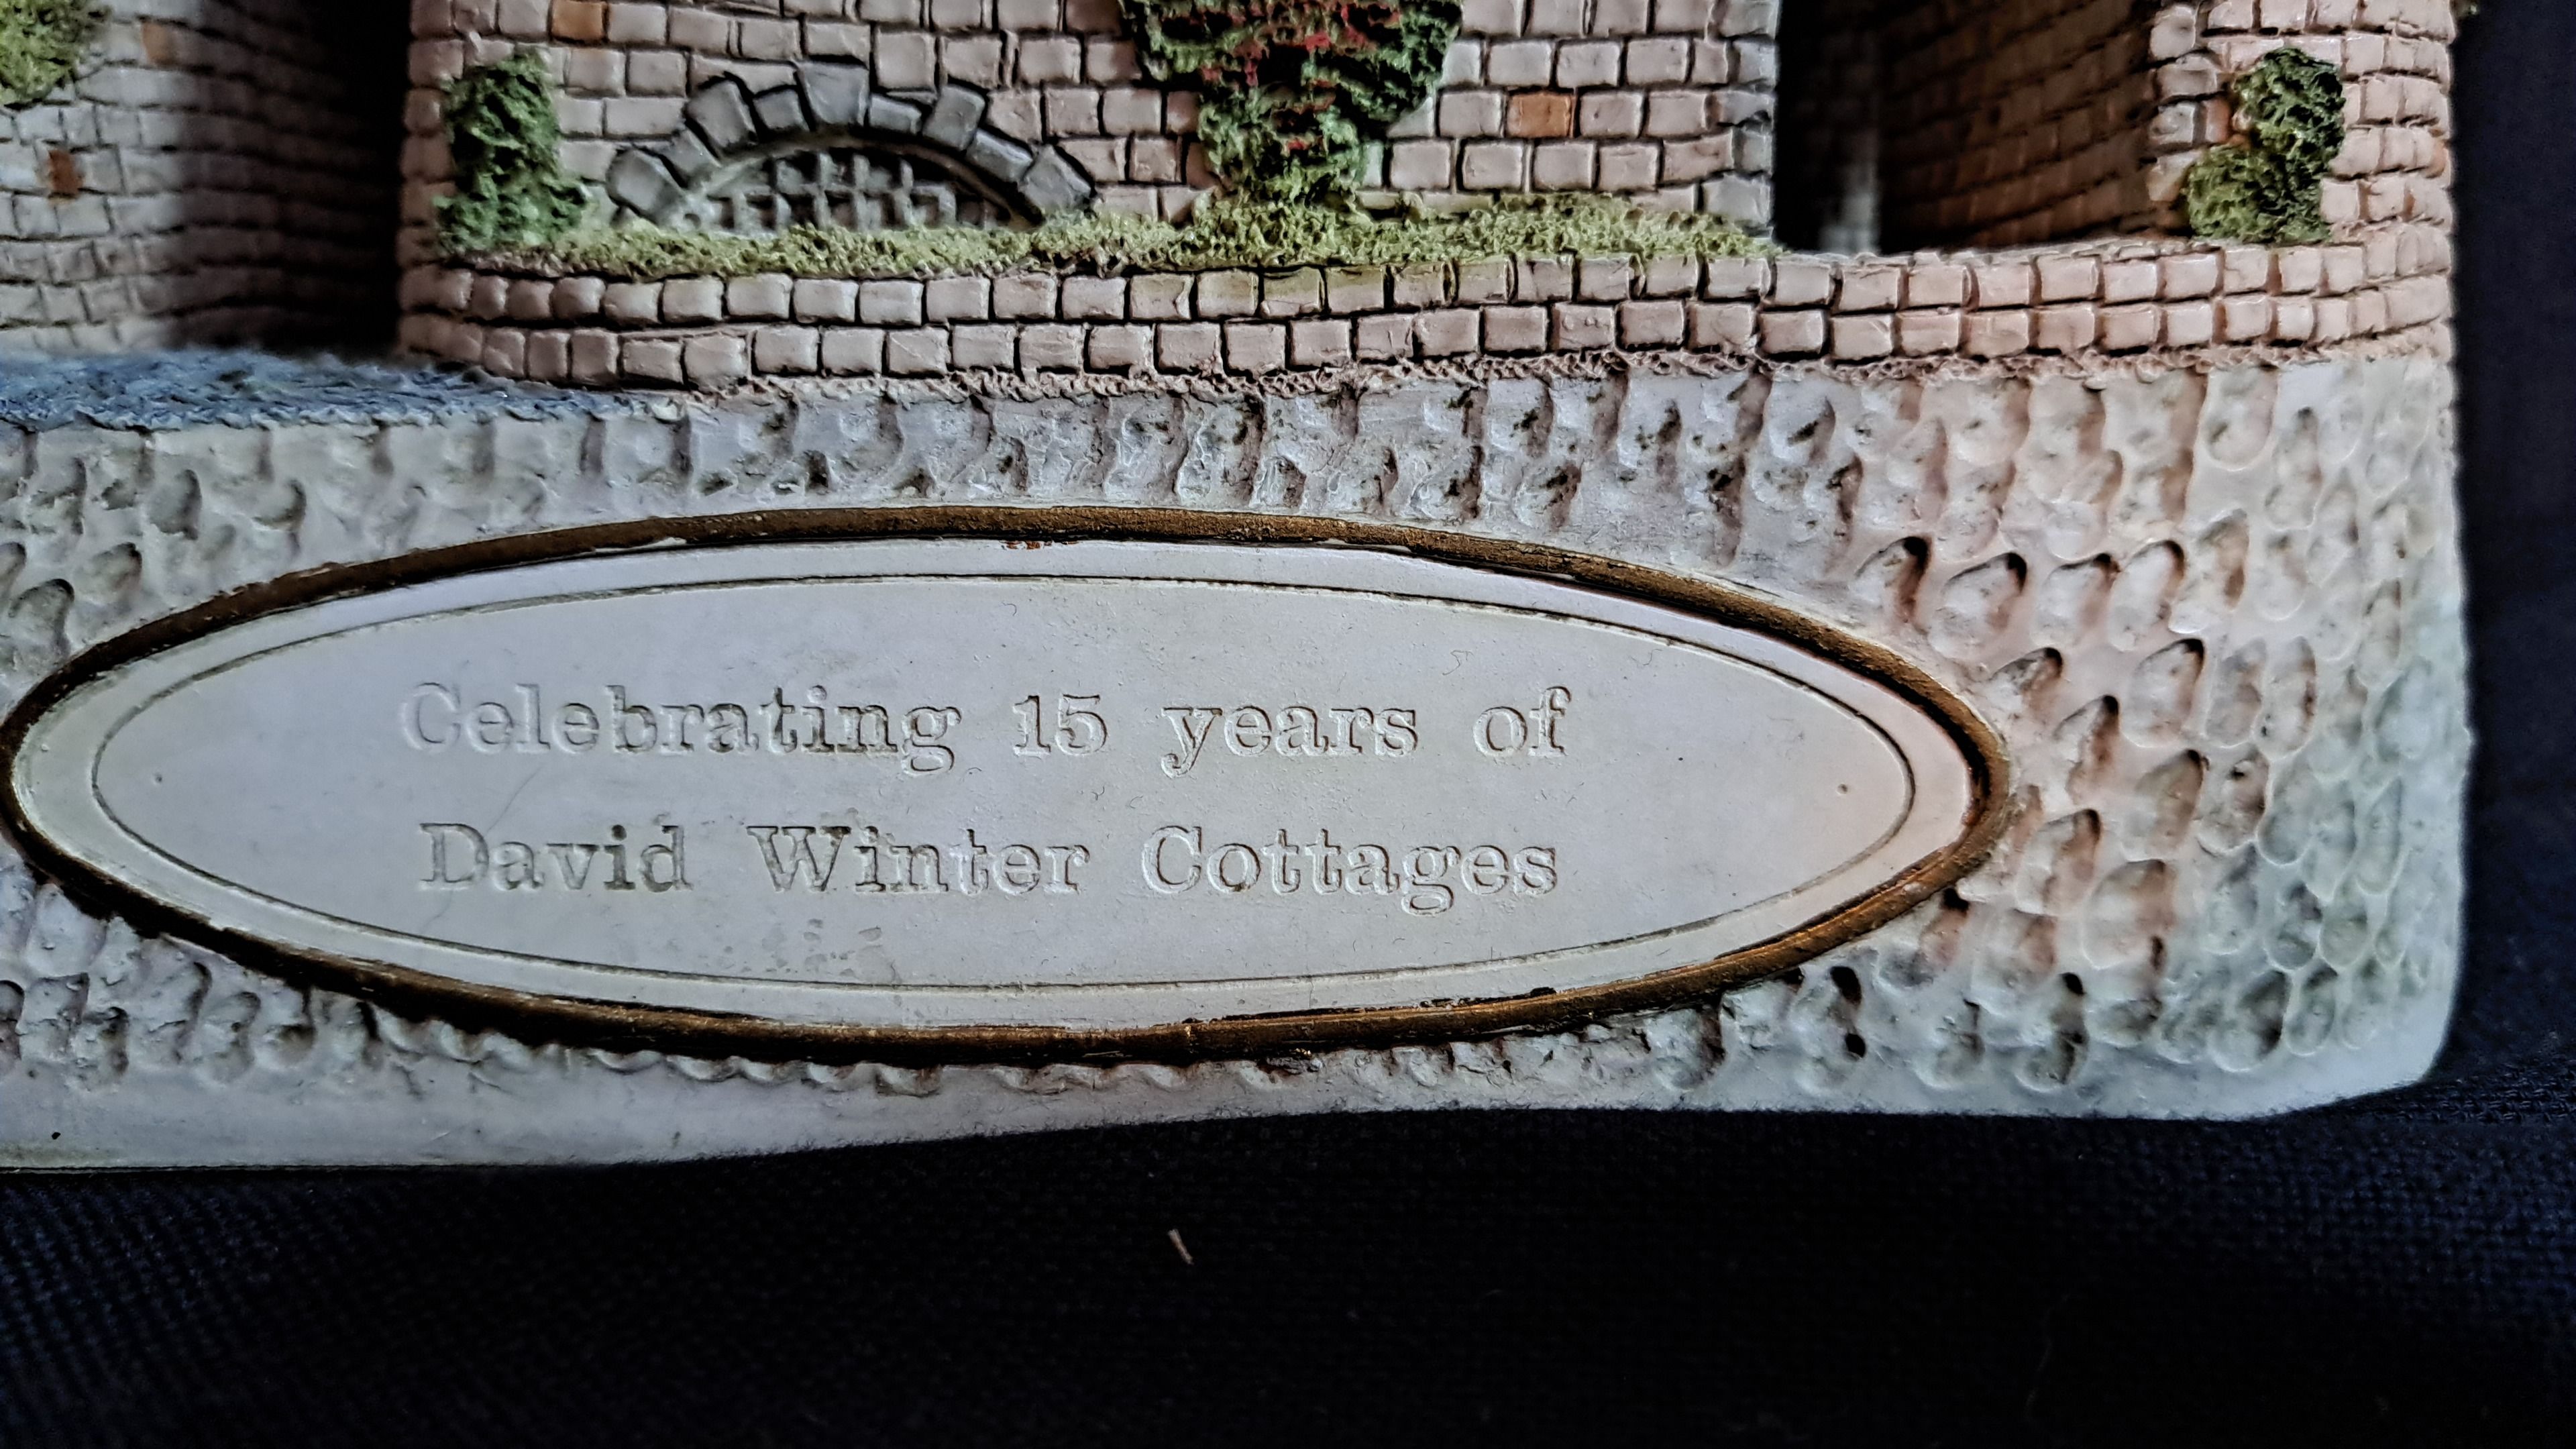 Celebrating 15 years of
David Winter Cottages